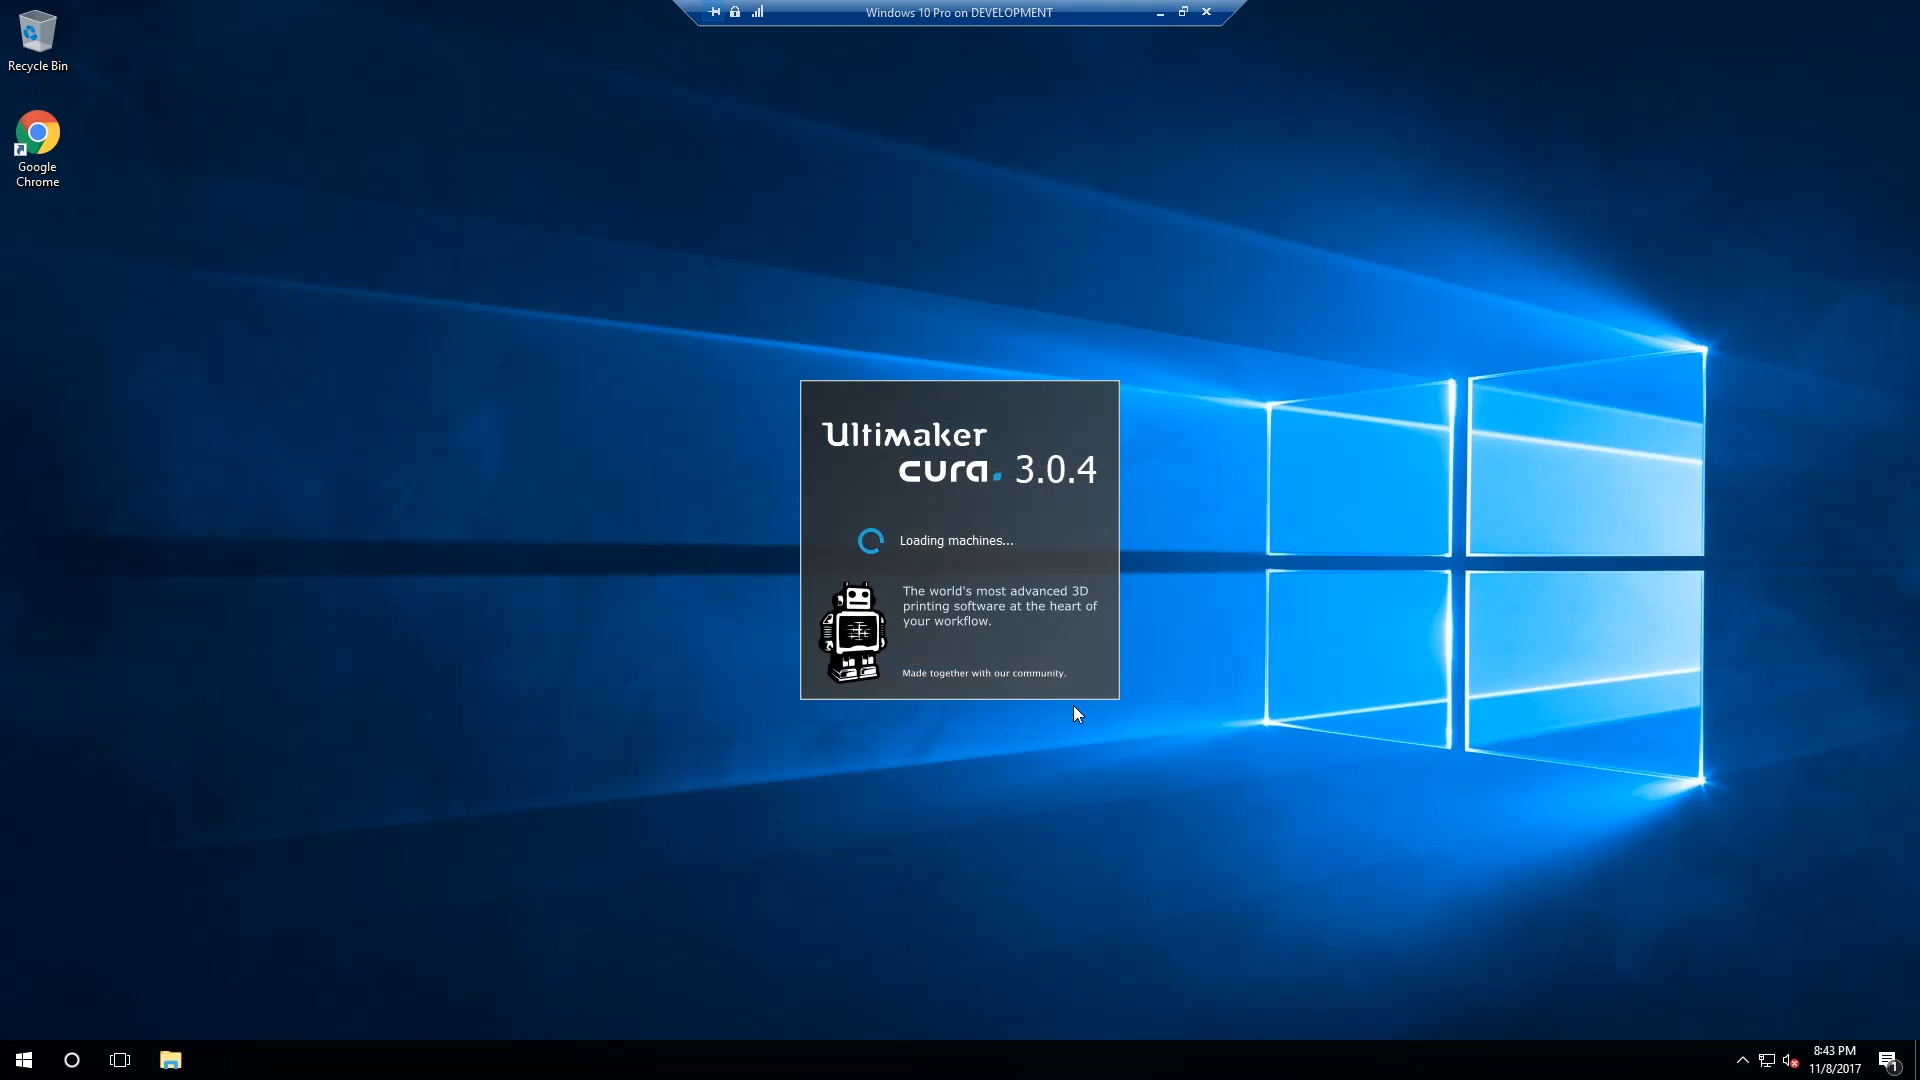 Windows 10 Pro on DEVELOPMENT
Recycle Bin
Google
Chrome
Ultimaker
cura. 3.0.4
Loading machines...
The world's most advanced 3D
printing software at the heart of
your workflow.
Made together with our community.
8:43 PM
11/8/2017
1